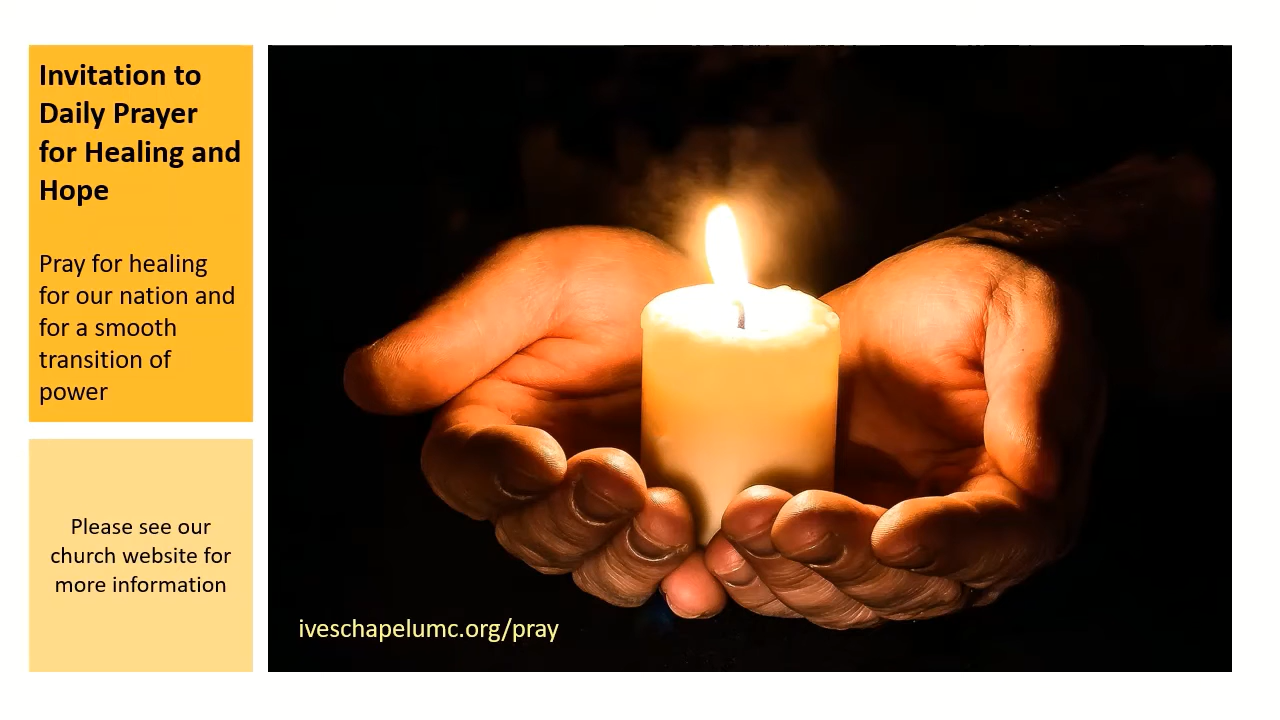 Invitation to
Daily Prayer
for Healing and
Hope
Pray for healing
for our nation and
for a smooth
transition of
power
Please see our
church website for
more information
iveschapelumc.org/pray